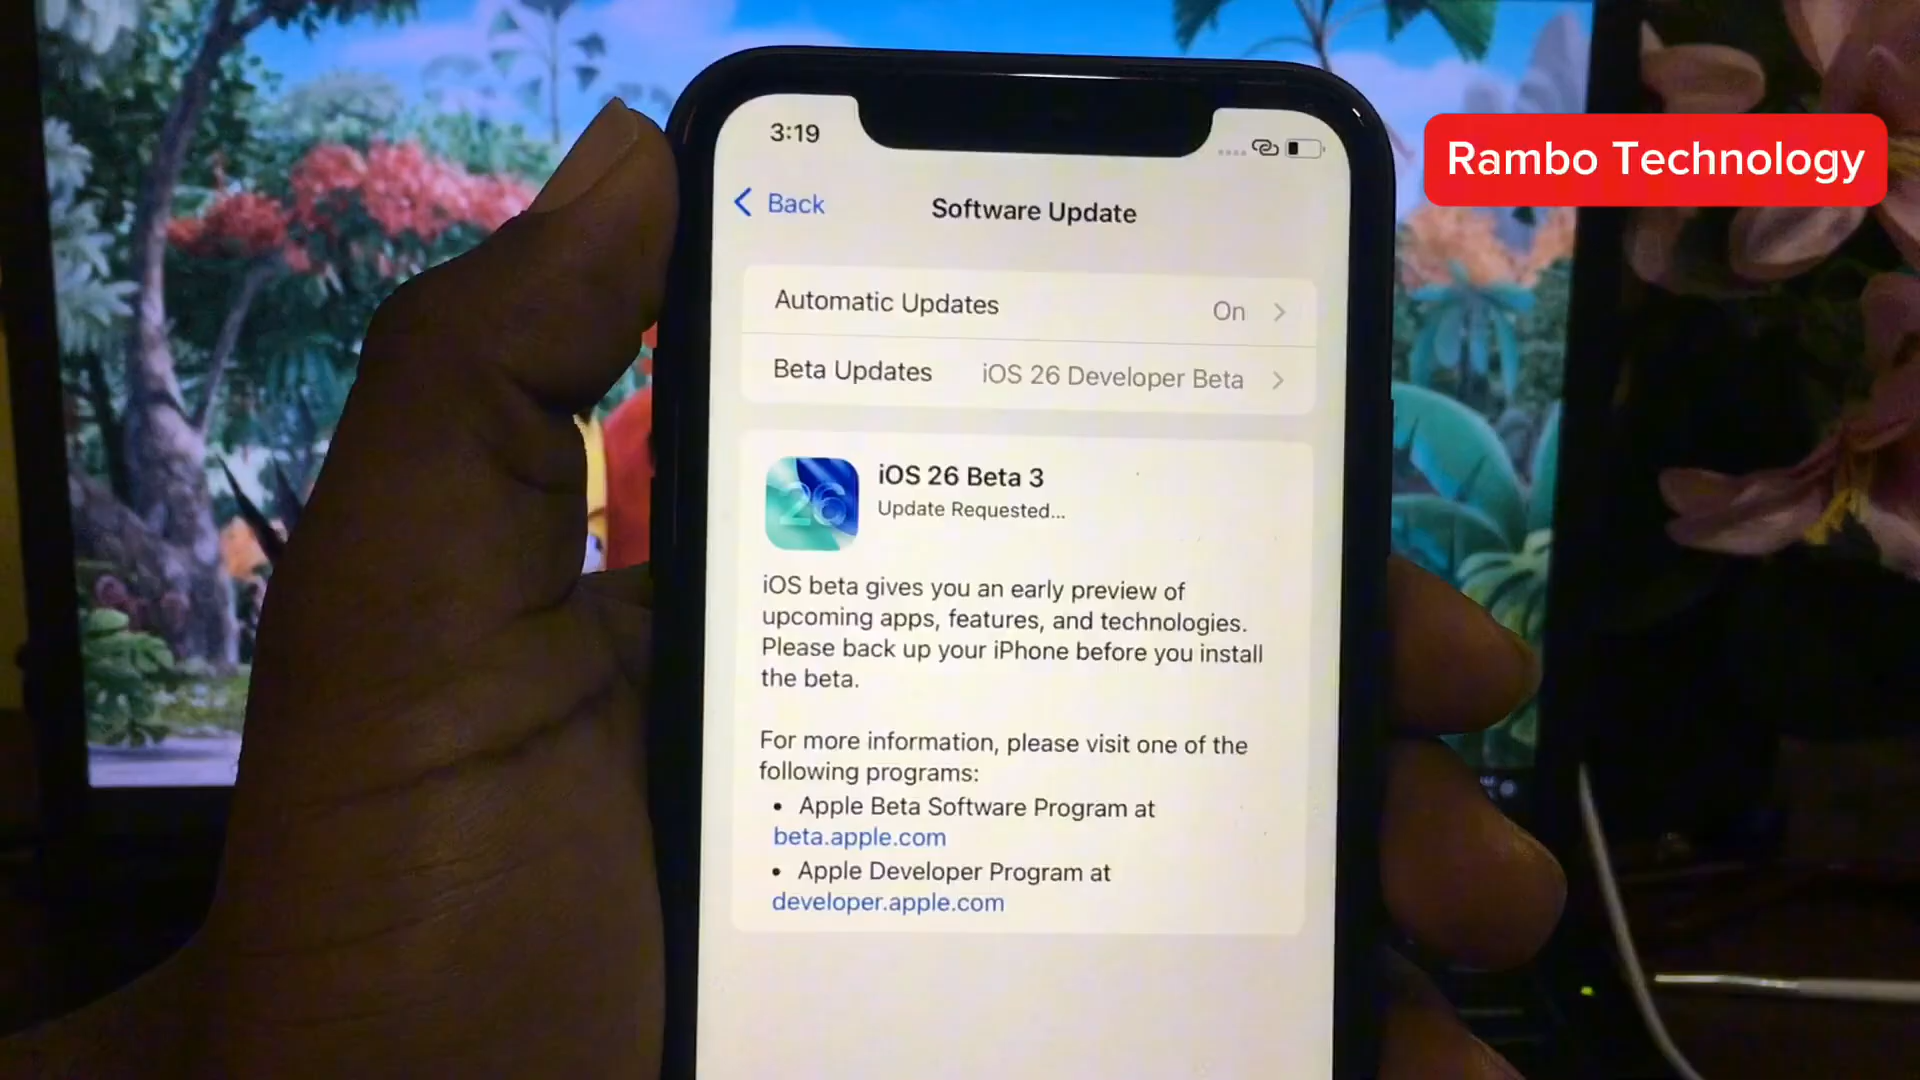 Rambo Technology
3:19
Back
Software Update
Automatic Updates On
Beta Updates iOS 26 Developer Beta
26
iOS 26 Beta 3
Update Requested...
iOS beta gives you an early preview of
upcoming apps, features, and technologies.
Please back up your iPhone before you install
the beta.
For more information, please visit one of the
following programs:
• Apple Beta Software Program at
beta.apple.com
• Apple Developer Program at
developer.apple.com